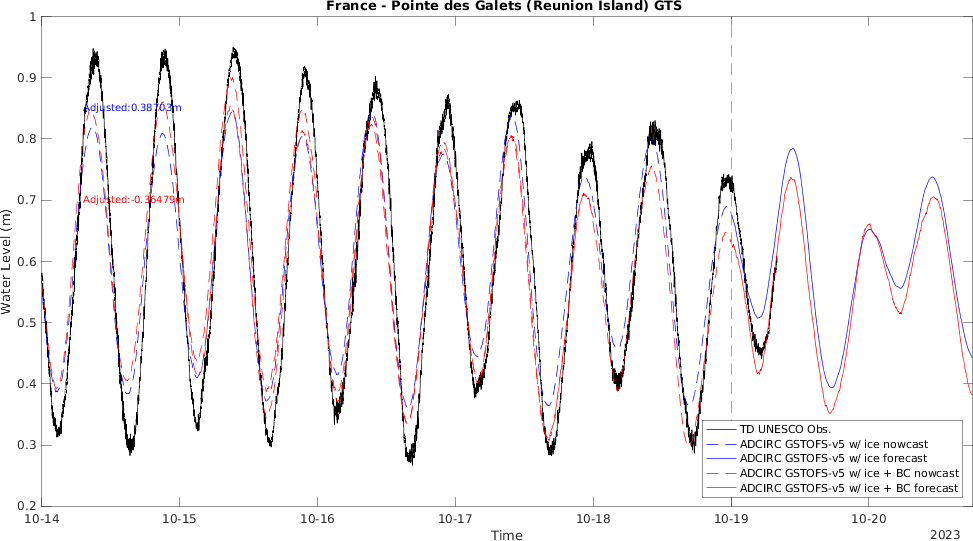 France - Pointe des Galets (Reunion Island) GTS
1
0.9
0.8
0.7
0.6
0.5
0.4
0.3
0.2
Water Level (m)
Adjusted:0.38703m
Adjusted:-0.36479m
TD UNESCO Obs.
ADCIRC GSTOFS-v5 w/ ice nowcast
ADCIRC GSTOFS-v5 w/ ice forecast
ADCIRC GSTOFS-v5 w/ ice + BC nowcast
ADCIRC GSTOFS-v5 w/ ice + BC forecast
10-14 10-15 10-16 10-17 10-18 10-19 10-20
Time
2023